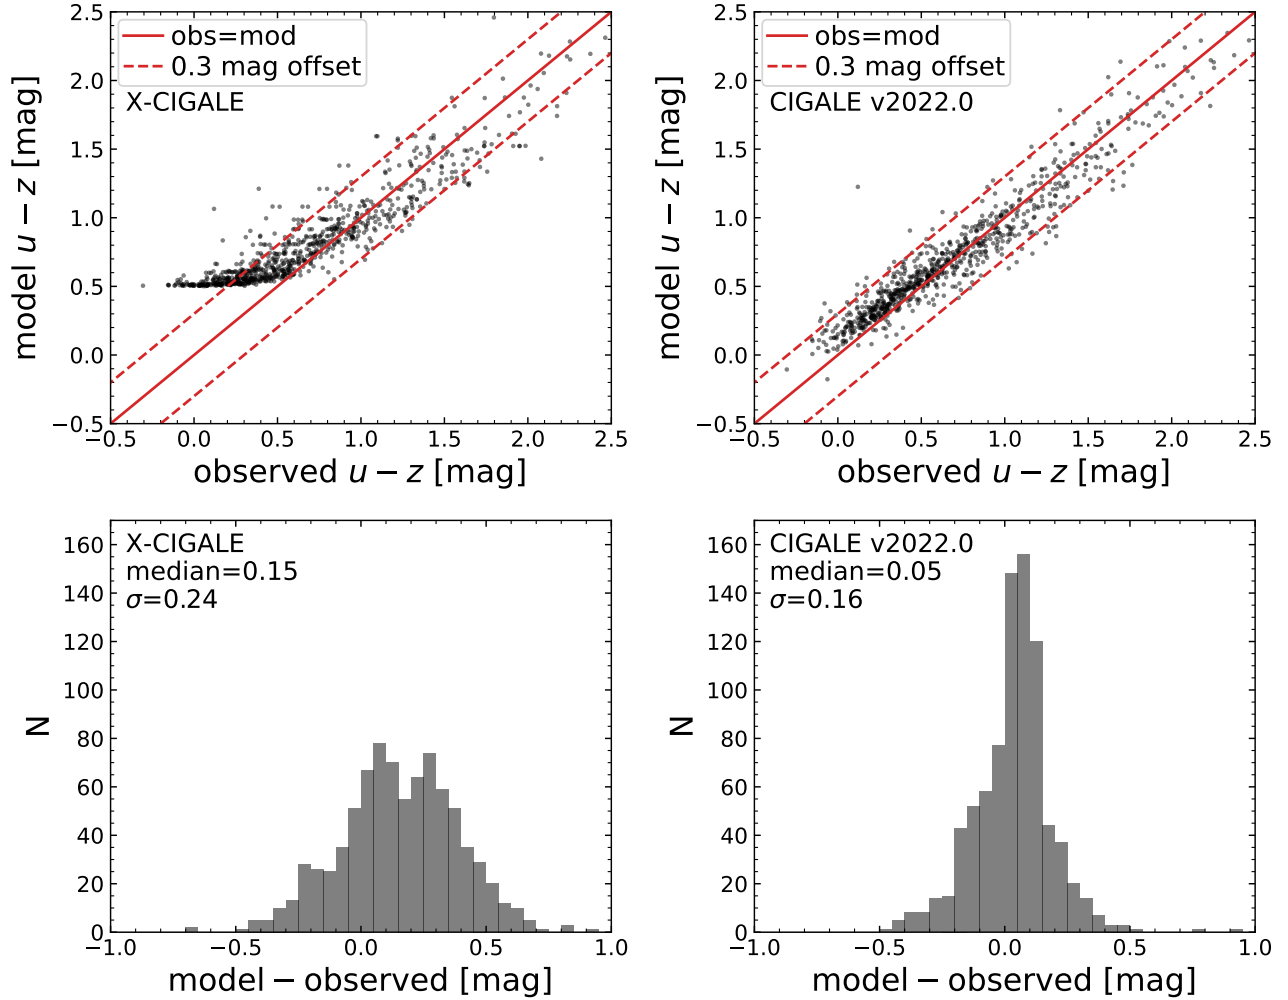 obs=mod
0.3 mag offset
X-CIGALE
2.5
2.0
1.5
1.0
0.5
0.0
−0.5
model u − z [mag]
−0.5 0.0 0.5 1.0 1.5 2.0 2.5
observed u − z [mag]
obs=mod
0.3 mag offset
CIGALE v2022.0
2.5
2.0
1.5
1.0
0.5
0.0
−0.5
model u − z [mag]
−0.5 0.0 0.5 1.0 1.5 2.0 2.5
observed u − z [mag]
X-CIGALE
median=0.15
σ=0.24
160
140
120
100
80
60
40
20
0
N
−1.0 −0.5 0.0 0.5 1.0
model − observed [mag]
CIGALE v2022.0
median=0.05
σ=0.16
160
140
120
100
80
60
40
20
0
N
−1.0 −0.5 0.0 0.5 1.0
model − observed [mag]